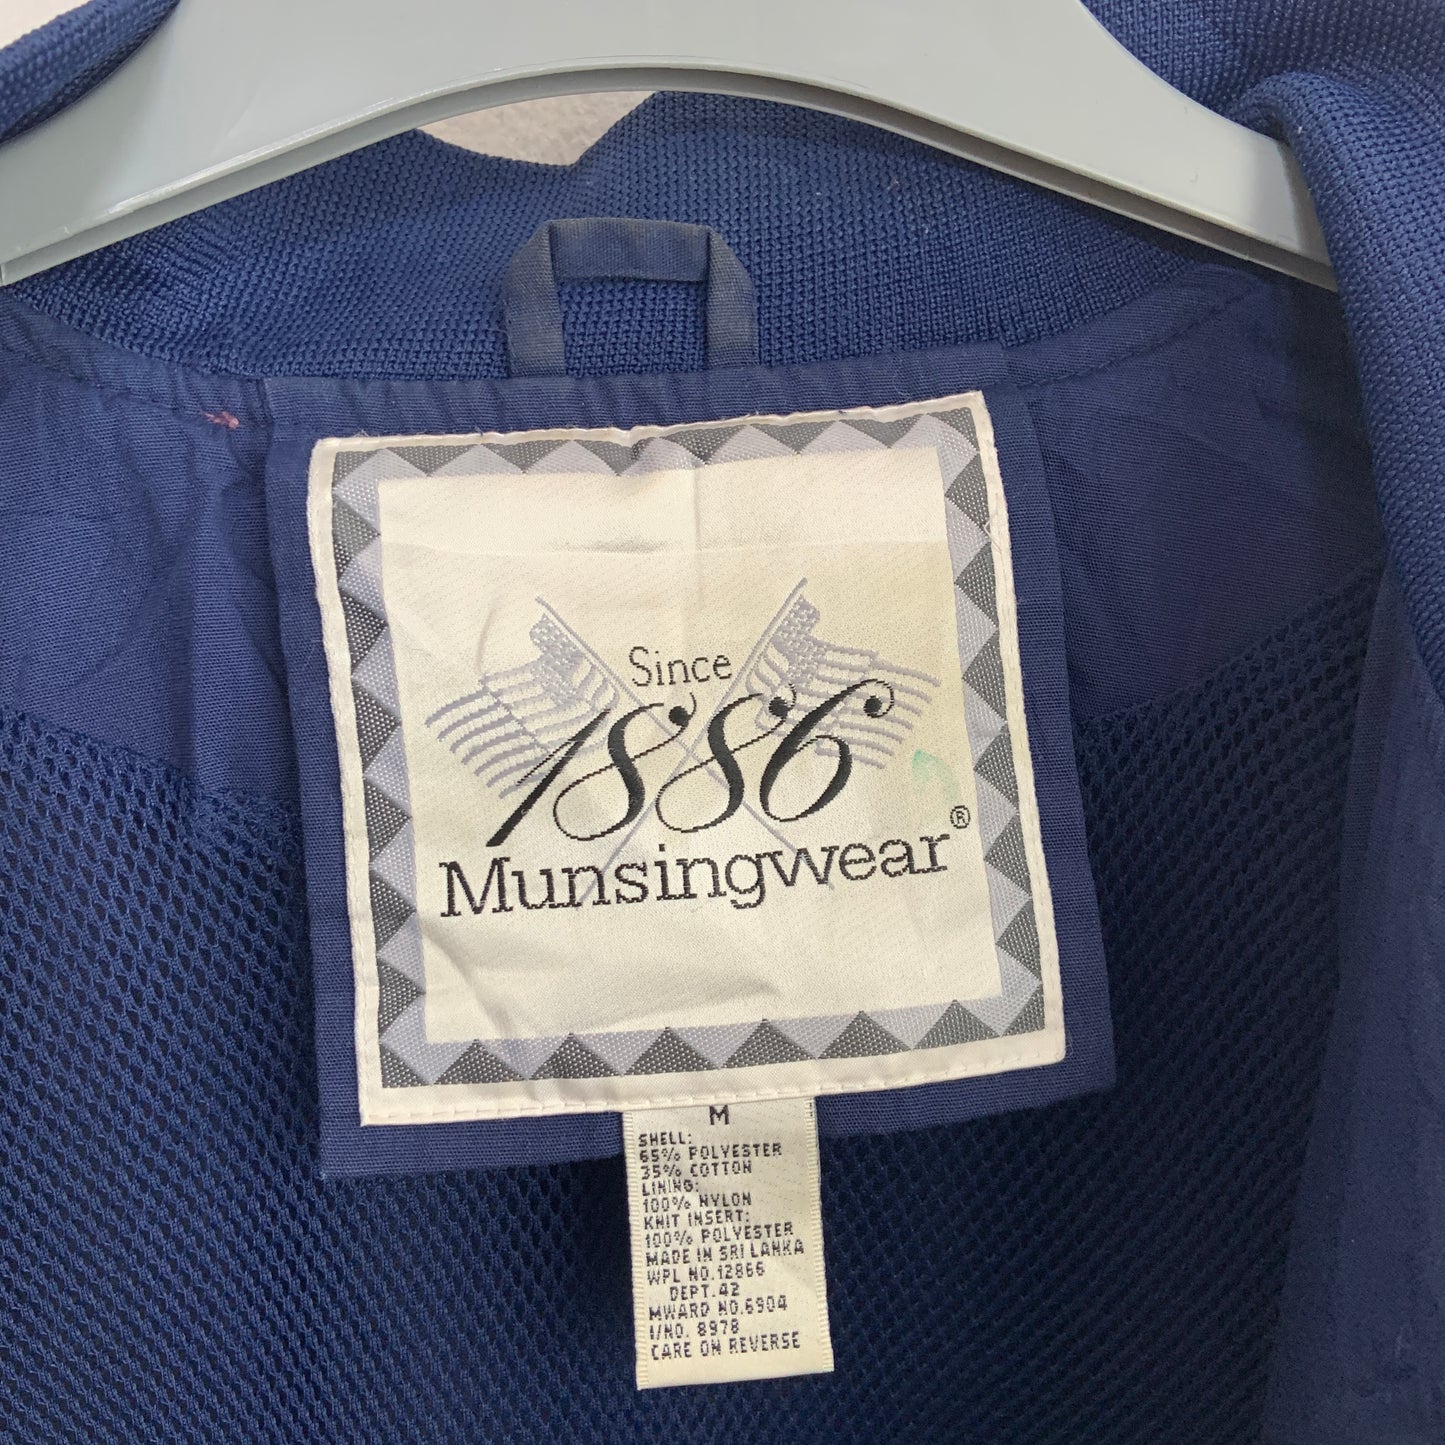 Since
1886
Munsingwear®
M
SHELL:
65% POLYESTER
35% COTTON
LINING:
100% NYLON
KNIT INSERT:
100% POLYESTER
MADE IN SRI LANKA
WPL NO.12866
DEPT.42
MWARD NO.6904
I/NO. 8978
CARE ON REVERSE